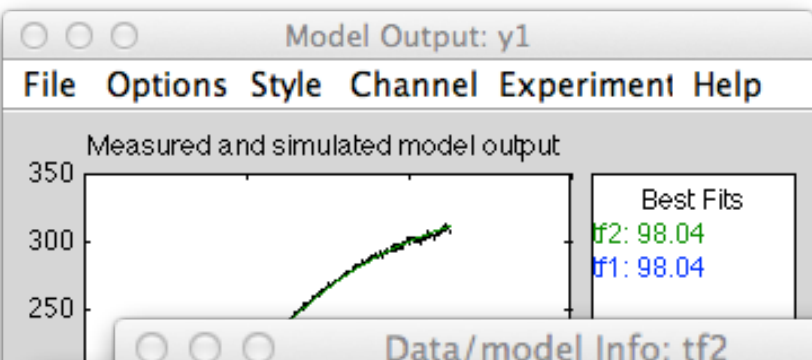 Model Output: y1
File Options Style Channel Experiment Help
Measured and simulated model output
350
300
250
Best Fits
tf2: 98.04
tf1: 98.04
Data/model Info: tf2